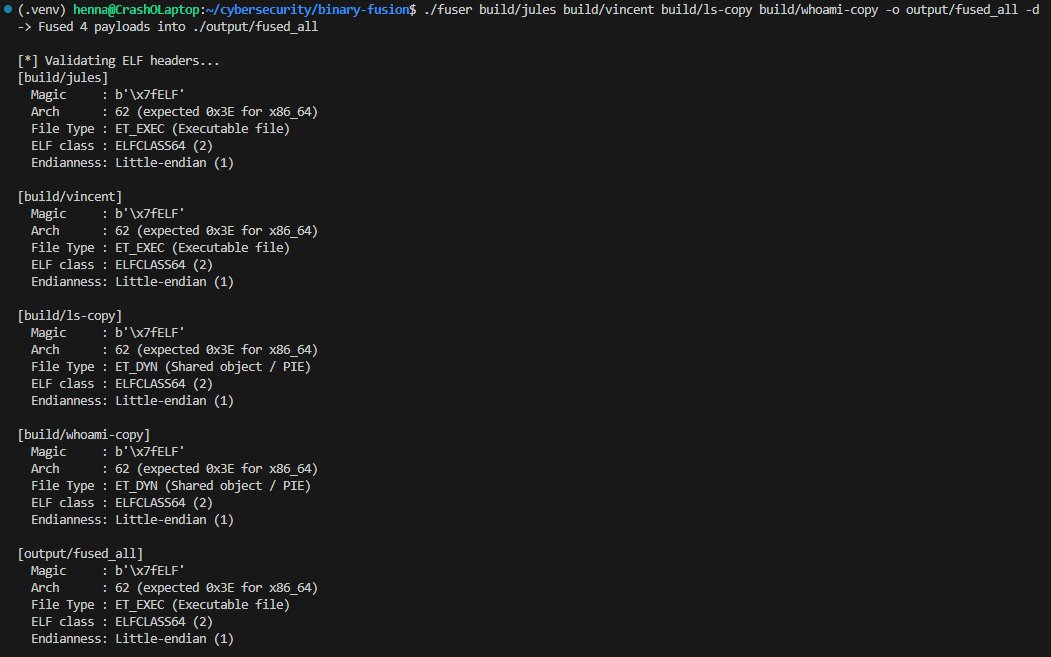 (.venv) henna@CrashOLaptop:~/cybersecurity/binary-fusion$ ./fuser build/jules build/vincent build/ls-copy build/whoami-copy -o output/fused_all -d
-> Fused 4 payloads into ./output/fused_all
[*] Validating ELF headers...
[build/jules]
  Magic     : b'\x7fELF'
  Arch      : 62 (expected 0x3E for x86_64)
  File Type : ET_EXEC (Executable file)
  ELF class : ELFCLASS64 (2)
  Endianness: Little-endian (1)
[build/vincent]
  Magic     : b'\x7fELF'
  Arch      : 62 (expected 0x3E for x86_64)
  File Type : ET_EXEC (Executable file)
  ELF class : ELFCLASS64 (2)
  Endianness: Little-endian (1)
[build/ls-copy]
  Magic     : b'\x7fELF'
  Arch      : 62 (expected 0x3E for x86_64)
  File Type : ET_DYN (Shared object / PIE)
  ELF class : ELFCLASS64 (2)
  Endianness: Little-endian (1)
[build/whoami-copy]
  Magic     : b'\x7fELF'
  Arch      : 62 (expected 0x3E for x86_64)
  File Type : ET_DYN (Shared object / PIE)
  ELF class : ELFCLASS64 (2)
  Endianness: Little-endian (1)
[output/fused_all]
  Magic     : b'\x7fELF'
  Arch      : 62 (expected 0x3E for x86_64)
  File Type : ET_EXEC (Executable file)
  ELF class : ELFCLASS64 (2)
  Endianness: Little-endian (1)